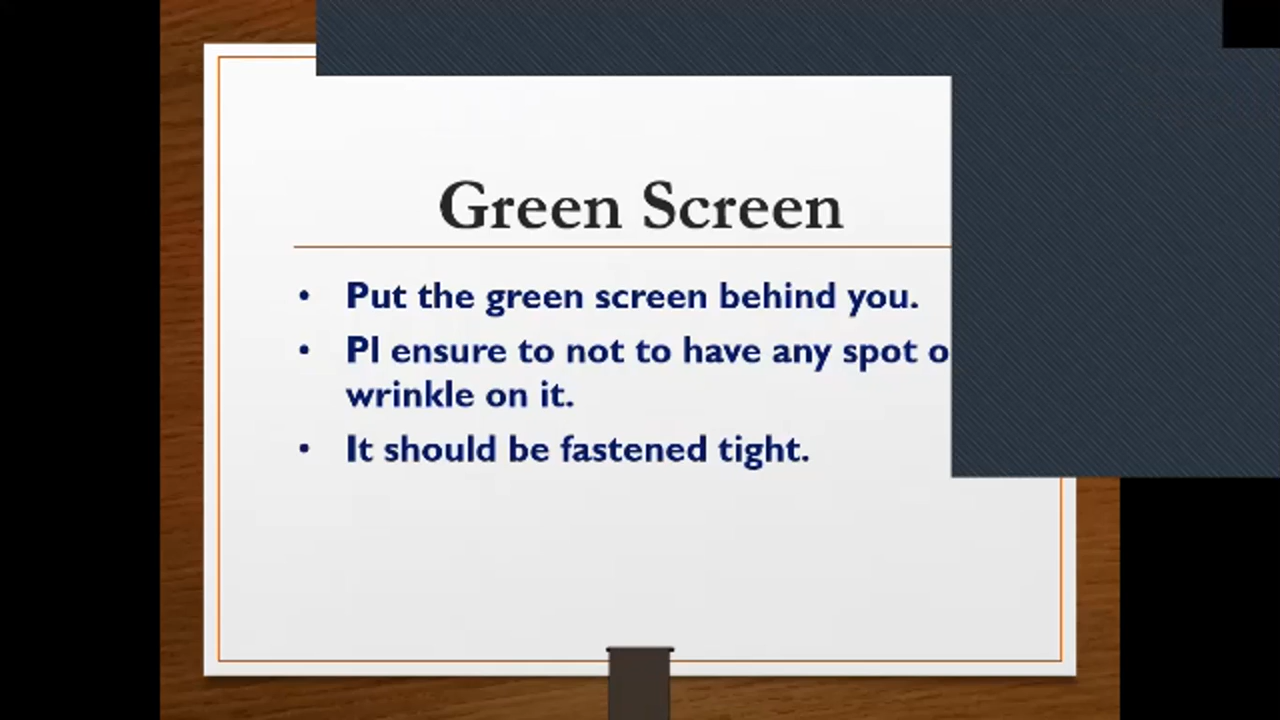 Green Screen
• Put the green screen behind you.
• Pl ensure to not to have any spot
wrinkle on it.
• It should be fastened tight.